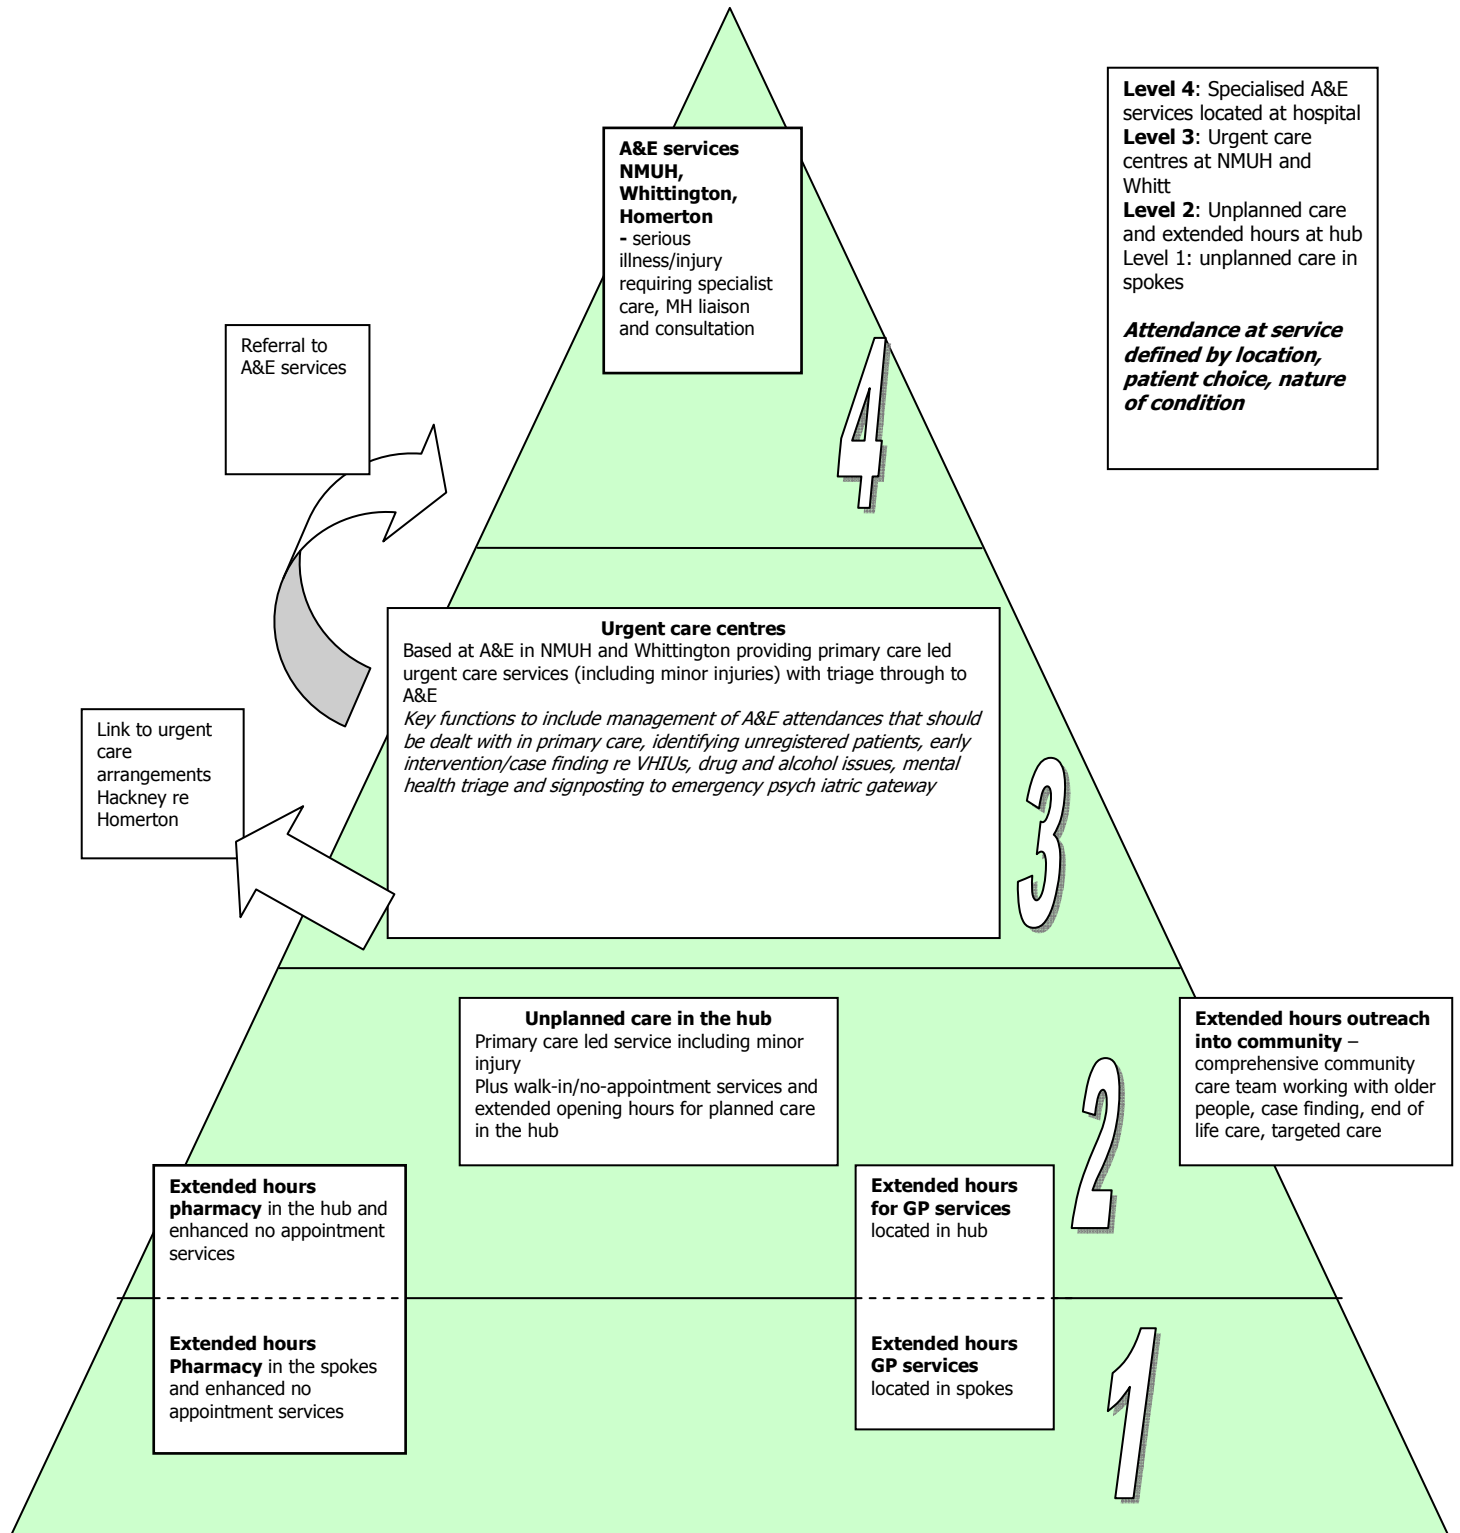 A&E services
NMUH,
Whittington,
Homerton
- serious
illness/injury
requiring specialist
care, MH liaison
and consultation
Level 4: Specialised A&E
services located at hospital
Level 3: Urgent care
centres at NMUH and
Whitt
Level 2: Unplanned care
and extended hours at hub
Level 1: unplanned care in
spokes
Attendance at service
defined by location,
patient choice, nature
of condition
Referral to
A&E services
4
Urgent care centres
Based at A&E in NMUH and Whittington providing primary care led
urgent care services (including minor injuries) with triage through to
A&E
Key functions to include management of A&E attendances that should
be dealt with in primary care, identifying unregistered patients, early
intervention/case finding re VHIUs, drug and alcohol issues, mental
health triage and signposting to emergency psych iatric gateway
Link to urgent
care
arrangements
Hackney re
Homerton
3
Unplanned care in the hub
Primary care led service including minor
injury
Plus walk-in/no-appointment services and
extended opening hours for planned care
in the hub
Extended hours outreach
into community –
comprehensive community
care team working with older
people, case finding, end of
life care, targeted care
2
Extended hours
pharmacy in the hub and
enhanced no appointment
services
Extended hours
for GP services
located in hub
Extended hours
Pharmacy in the spokes
and enhanced no
appointment services
Extended hours
GP services
located in spokes
1